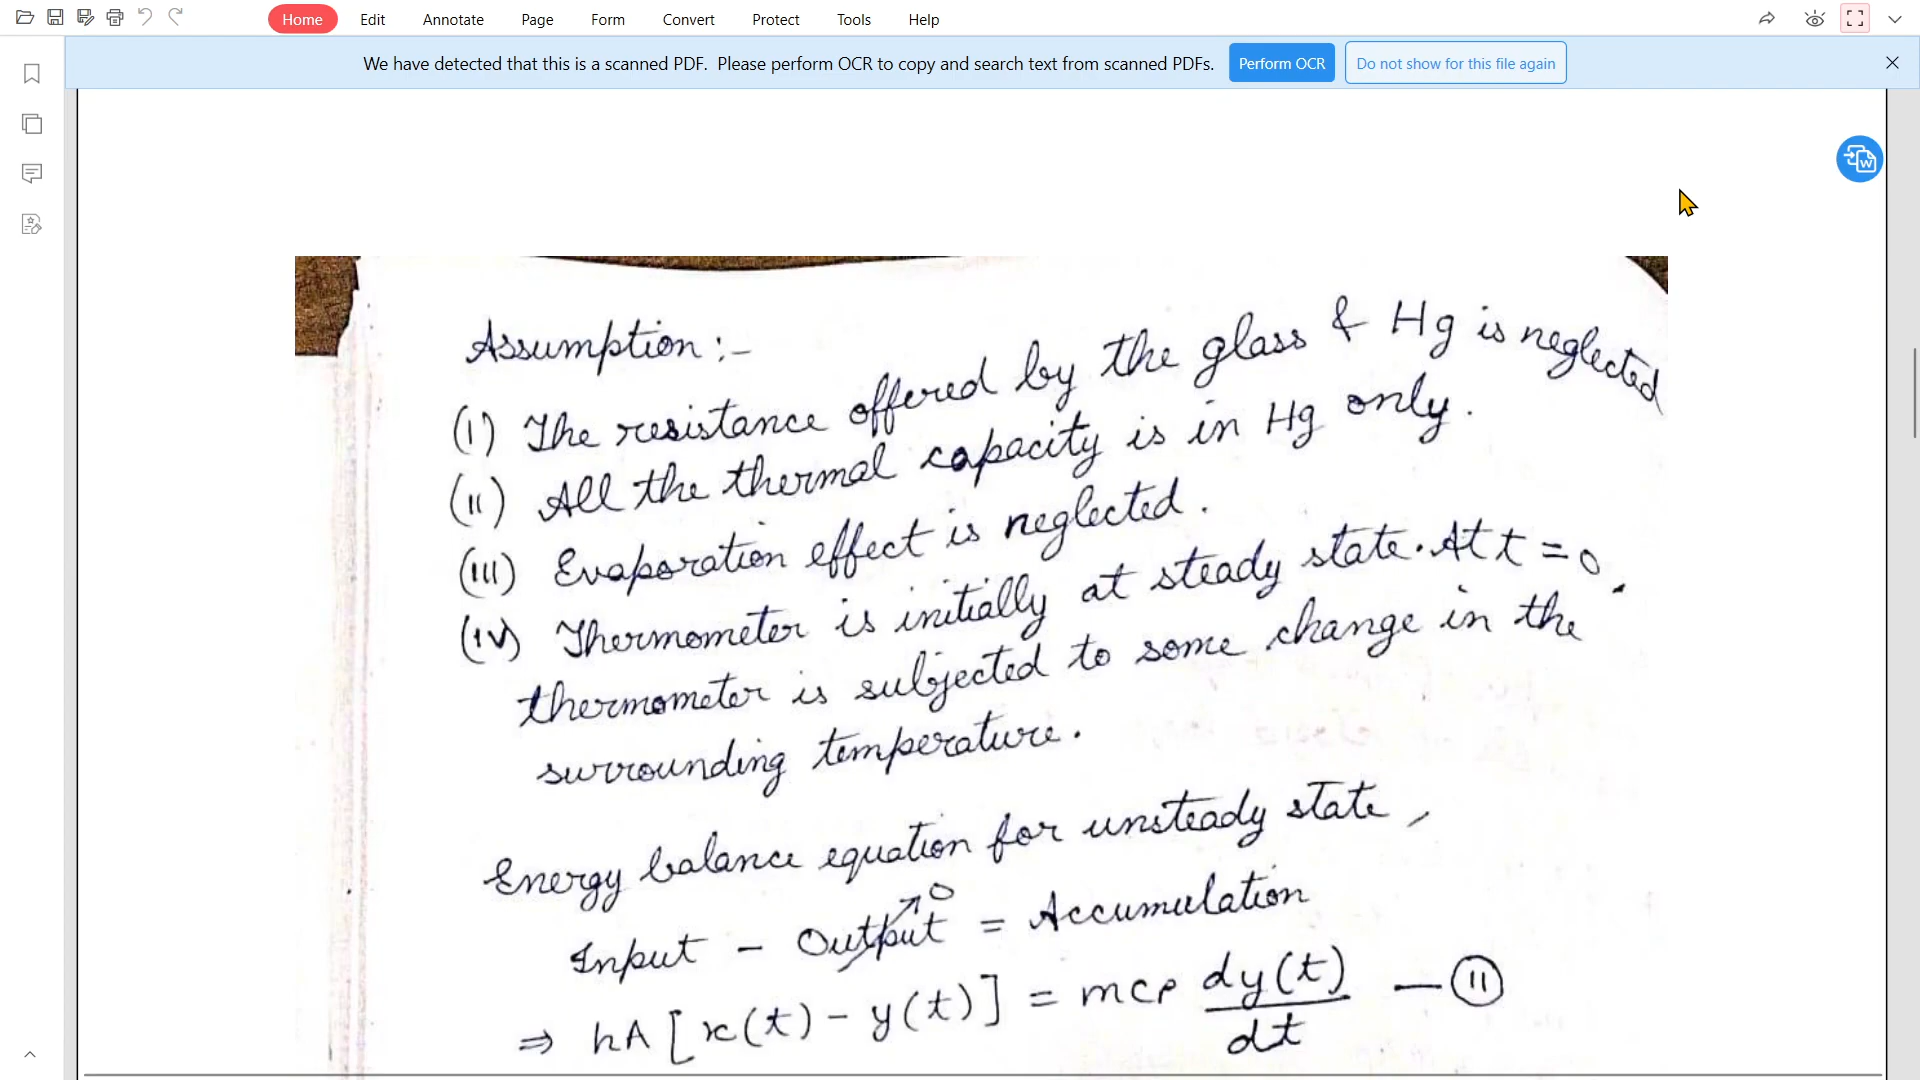 Home Edit Annotate Page Form Convert Protect Tools Help
We have detected that this is a scanned PDF. Please perform OCR to copy and search text from scanned PDFs. Perform OCR Do not show for this file again
W
Assumption :-
(I) The resistance offered by the glass & Hg is neglected
(II) All the thermal capacity is in Hg only.
(III) Evaporation effect is neglected.
(IV) Thermometer is initially at steady state. At t = 0,
thermometer is subjected to some change in the
surrounding temperature.
Energy balance equation for unsteady state,
Input - Output ↗0 = Accumulation
⇒ hA [x(t) - y(t)] = mCP dy(t)/dt — (II)